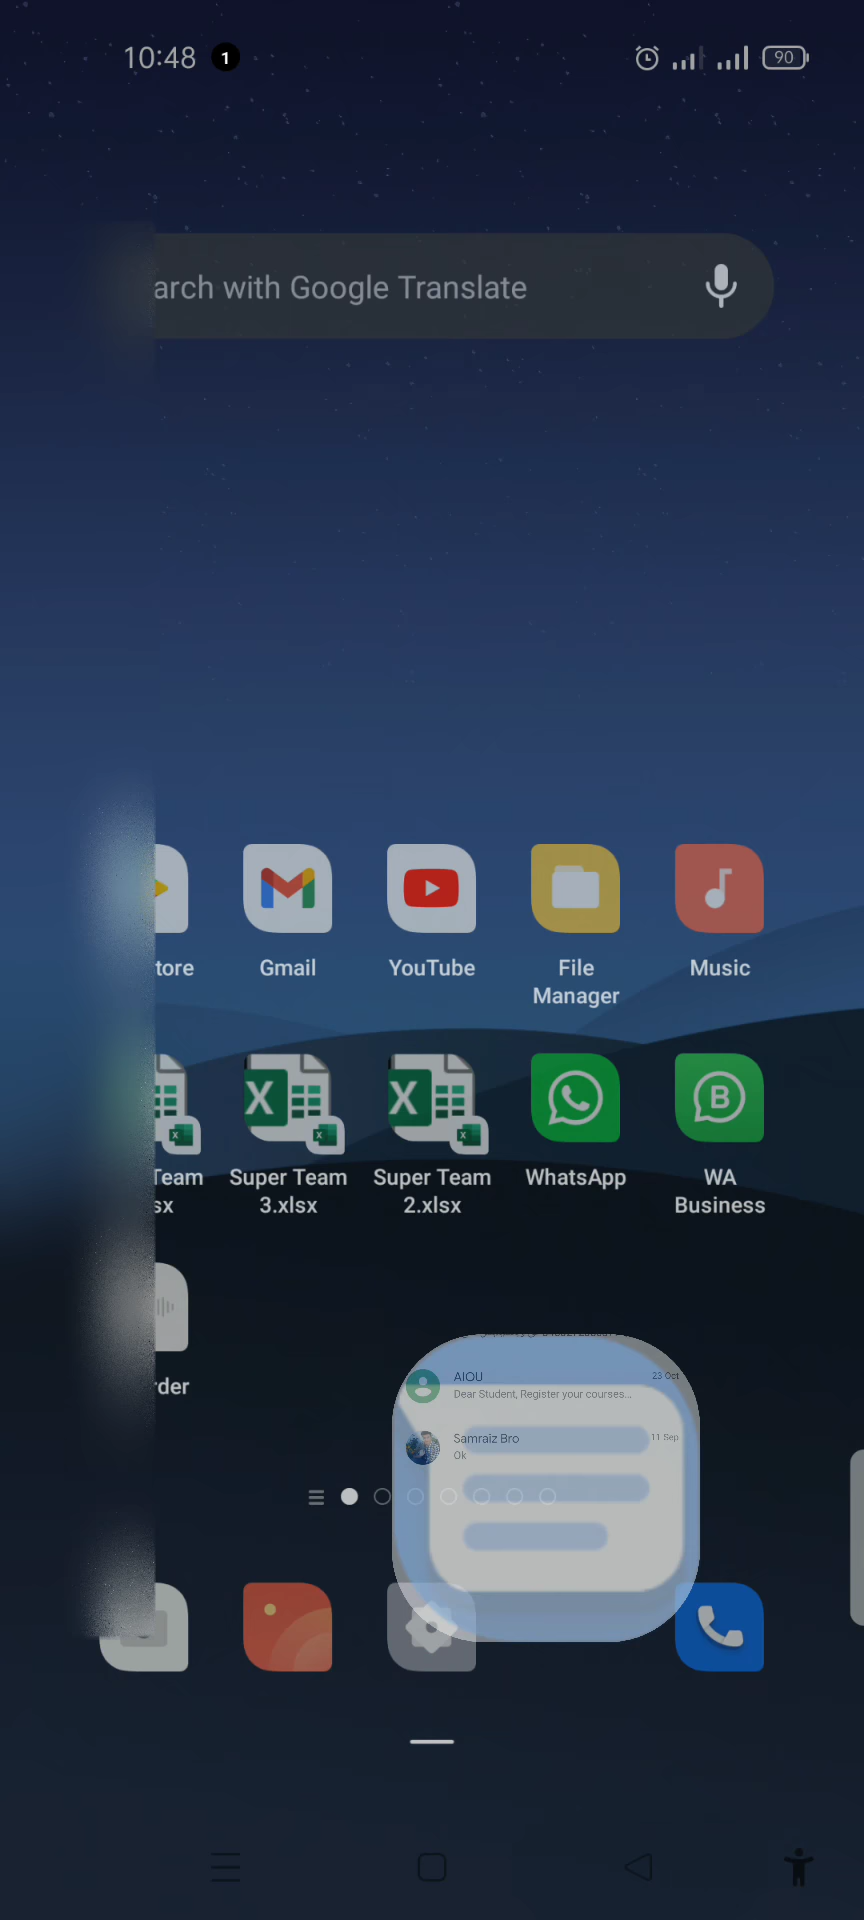 10:48 1 90
arch with Google Translate
tore Gmail YouTube File Manager Music
Team sx Super Team 3.xlsx Super Team 2.xlsx WhatsApp WA Business
rder
AIOU 23 Oct
Dear Student, Register your courses...
Samraiz Bro 11 Sep
Ok